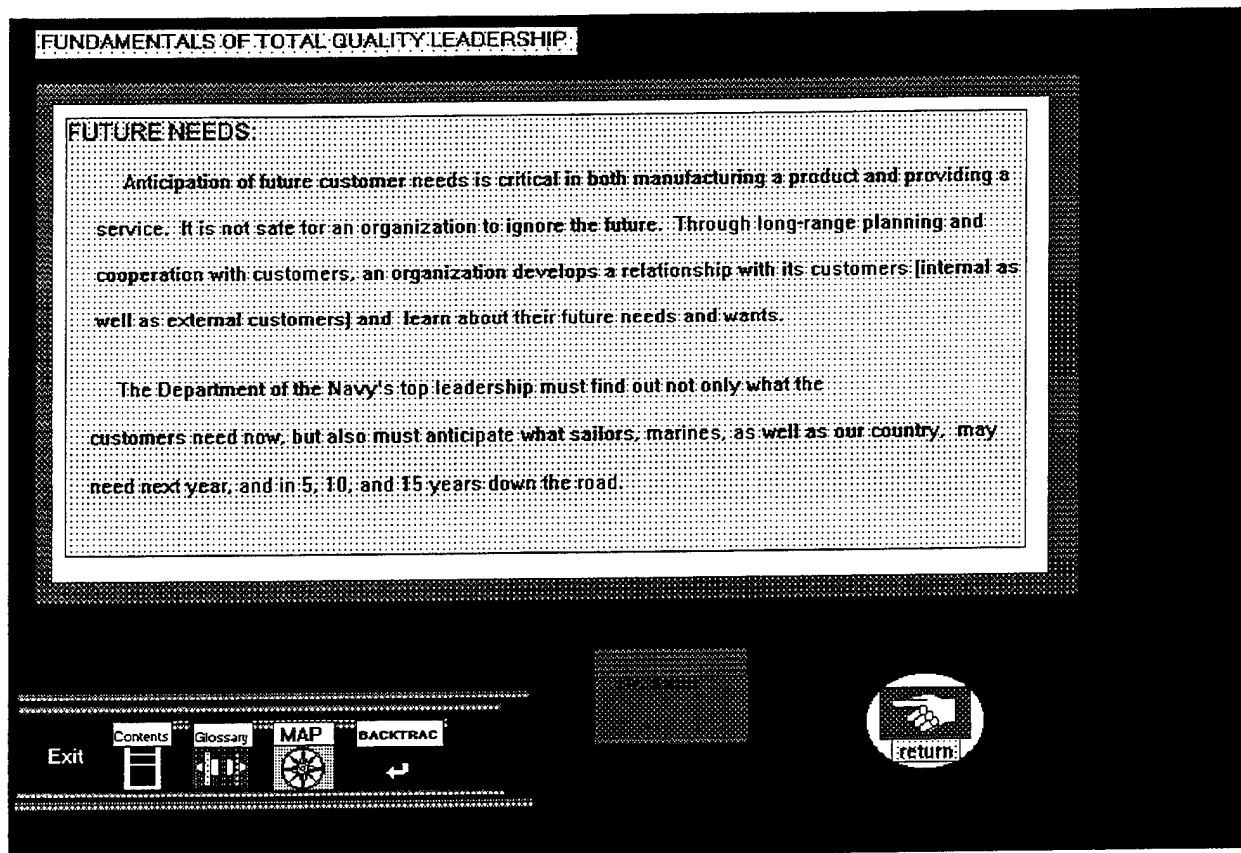 FUNDAMENTALS OF TOTAL QUALITY LEADERSHIP
FUTURE NEEDS:
Anticipation of future customer needs is critical in both manufacturing a product and providing a
service. It is not safe for an organization to ignore the future. Through long-range planning and
cooperation with customers, an organization develops a relationship with its customers [internal as
well as external customers] and learn about their future needs and wants.
The Department of the Navy's top leadership must find out not only what the
customers need now, but also must anticipate what sailors, marines, as well as our country, may
need next year, and in 5, 10, and 15 years down the road.
Exit
Contents
Glossary
MAP
BACKTRAC
return